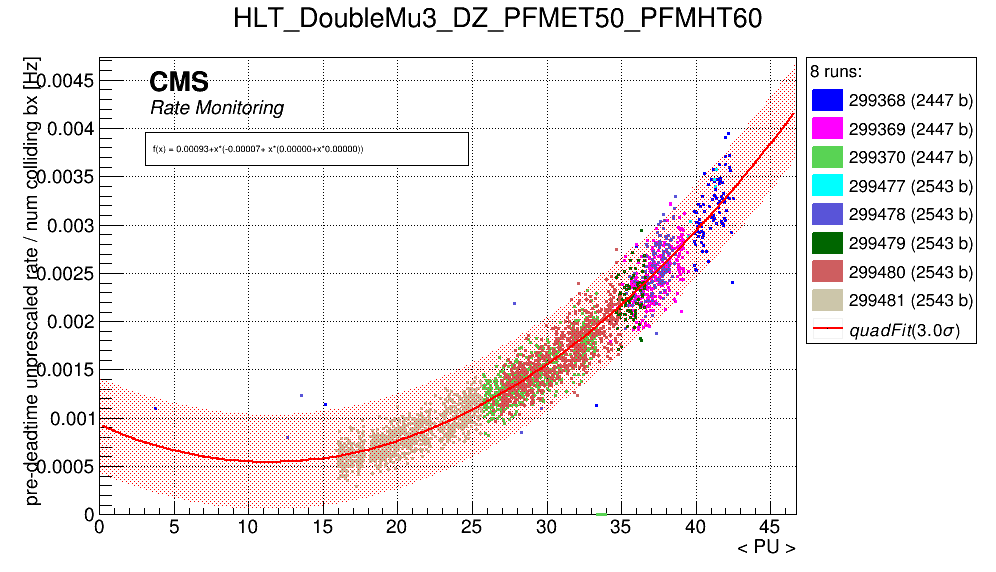 HLT_DoubleMu3_DZ_PFMET50_PFMHT60
pre-deadtime unprescaled rate / num colliding bx [Hz]
CMS
Rate Monitoring
f(x) = 0.00093+x*(-0.00007+ x*(0.00000+x*0.00000))
0.0045
0.004
0.0035
0.003
0.0025
0.002
0.0015
0.001
0.0005
0
0 5 10 15 20 25 30 35 40 45
< PU >
8 runs:
299368 (2447 b)
299369 (2447 b)
299370 (2447 b)
299477 (2543 b)
299478 (2543 b)
299479 (2543 b)
299480 (2543 b)
299481 (2543 b)
quadFit(3.0σ)